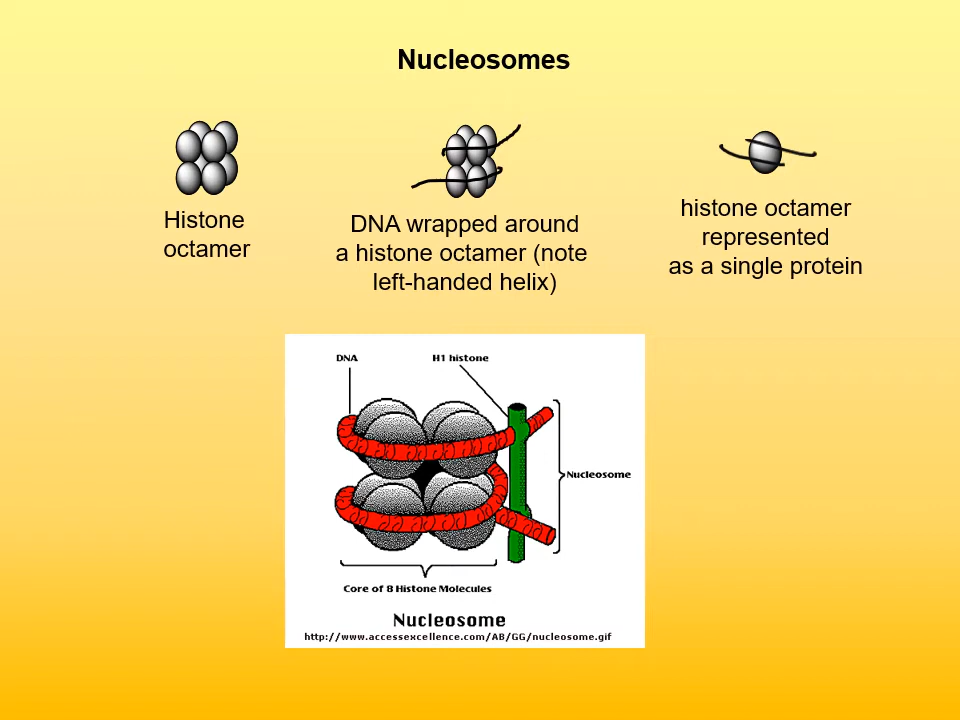 Nucleosomes
Histone
octamer
DNA wrapped around
a histone octamer (note
left-handed helix)
histone octamer
represented
as a single protein
DNA
H1 histone
Nucleosome
Core of 8 Histone Molecules
Nucleosome
http://www.accessexcellence.com/AB/GG/nucleosome.gif